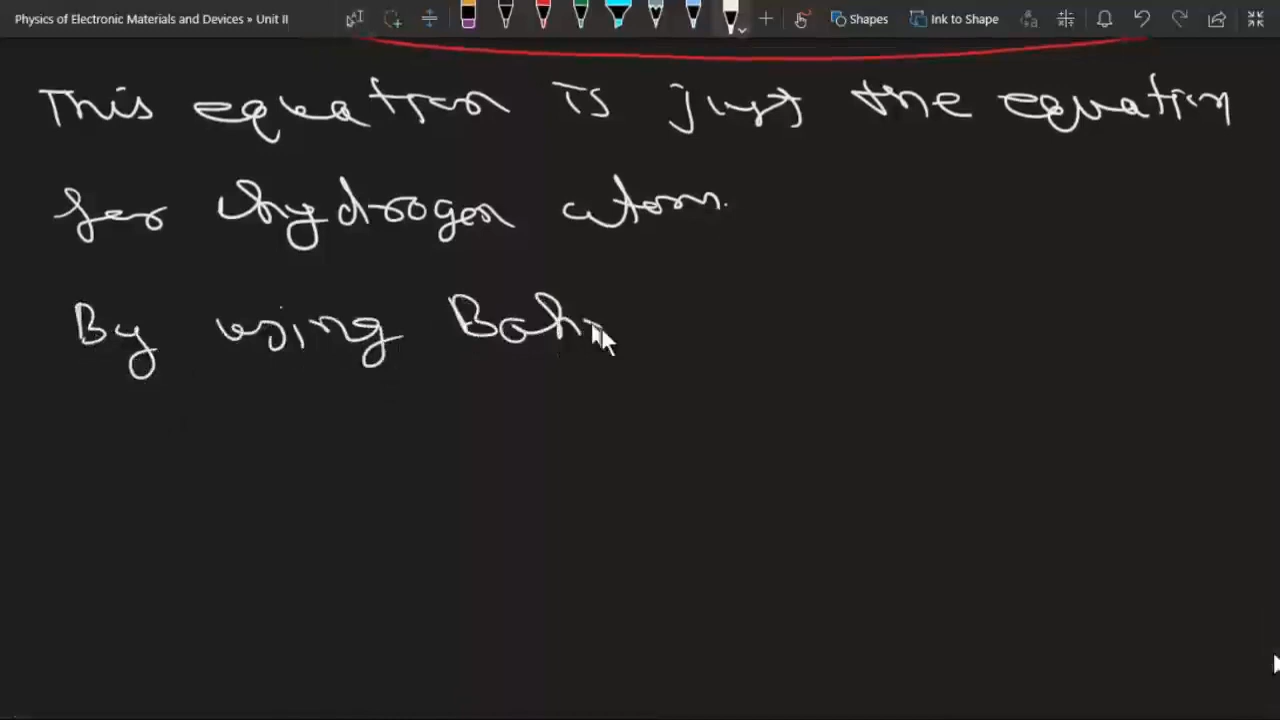 Physics of Electronic Materials and Devices » Unit II
Shapes
Ink to Shape
This equation is just the equation
for hydrogen atom.
By using Bohr